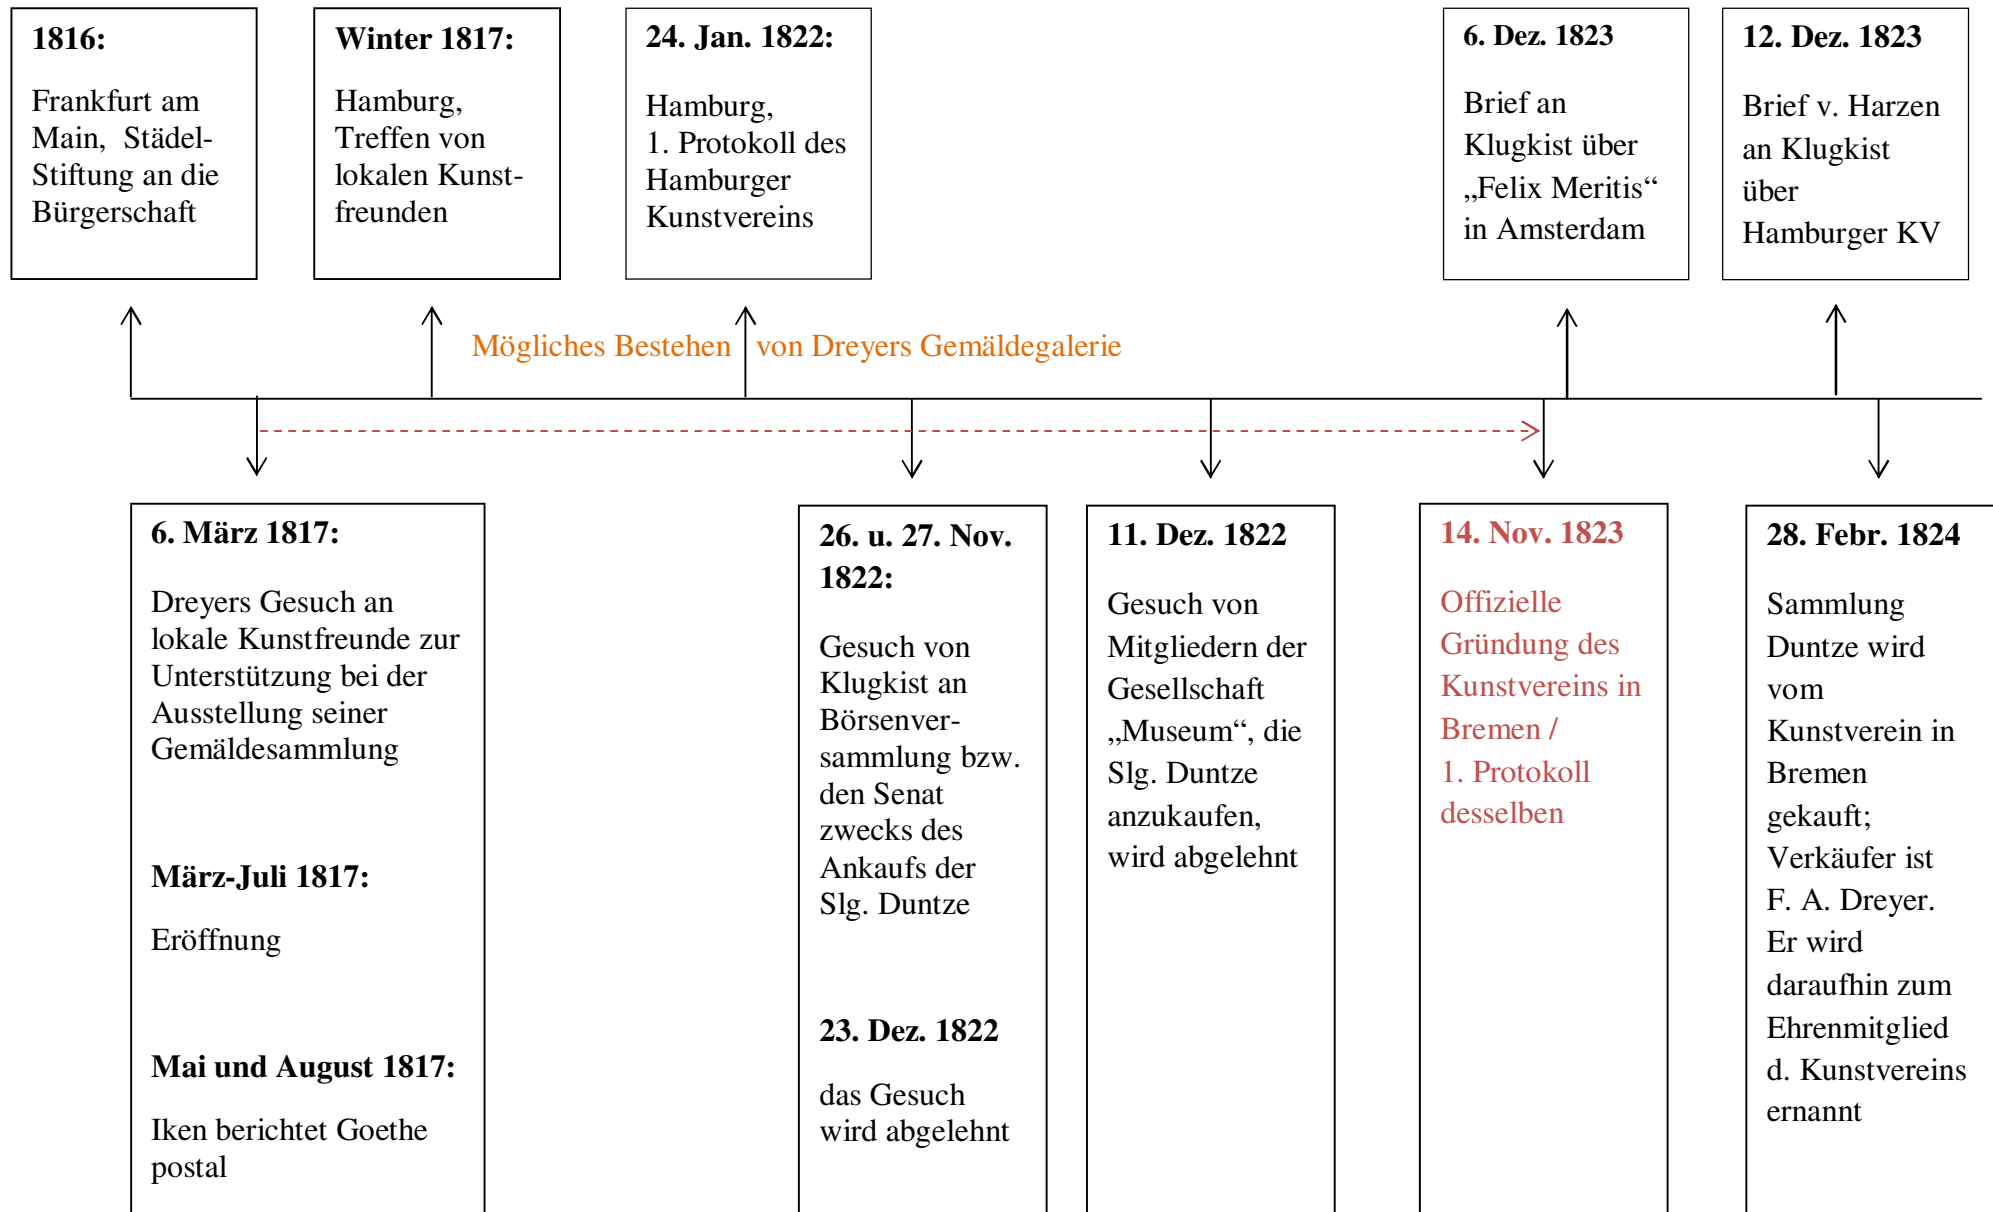 1816:
Frankfurt am
Main, Städel-
Stiftung an die
Bürgerschaft
Winter 1817:
Hamburg,
Treffen von
lokalen Kunst-
freunden
24. Jan. 1822:
Hamburg,
1. Protokoll des
Hamburger
Kunstvereins
6. Dez. 1823
Brief an
Klugkist über
„Felix Meritis“
in Amsterdam
12. Dez. 1823
Brief v. Harzen
an Klugkist
über
Hamburger KV
Mögliches Bestehen von Dreyers Gemäldegalerie
6. März 1817:
Dreyers Gesuch an
lokale Kunstfreunde zur
Unterstützung bei der
Ausstellung seiner
Gemäldesammlung
März-Juli 1817:
Eröffnung
Mai und August 1817:
Iken berichtet Goethe
postal
26. u. 27. Nov.
1822:
Gesuch von
Klugkist an
Börsenver-
sammlung bzw.
den Senat
zwecks des
Ankaufs der
Slg. Duntze
23. Dez. 1822
das Gesuch
wird abgelehnt
11. Dez. 1822
Gesuch von
Mitgliedern der
Gesellschaft
„Museum“, die
Slg. Duntze
anzukaufen,
wird abgelehnt
14. Nov. 1823
Offizielle
Gründung des
Kunstvereins in
Bremen /
1. Protokoll
desselben
28. Febr. 1824
Sammlung
Duntze wird
vom
Kunstverein in
Bremen
gekauft;
Verkäufer ist
F. A. Dreyer.
Er wird
daraufhin zum
Ehrenmitglied
d. Kunstvereins
ernannt